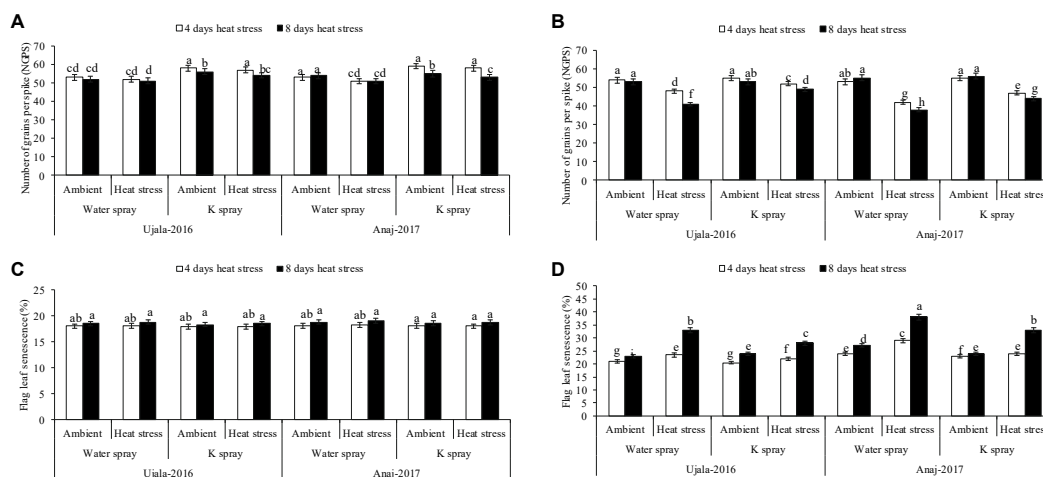 A
4 days heat stress
8 days heat stress
Number of grains per spike (NGPS)
70
60
50
40
30
20
10
0
cd cd cd d a b a bc a a cd cd a b a c
Ambient Heat stress Ambient Heat stress Ambient Heat stress Ambient Heat stress
Water spray K spray Water spray K spray
Ujala-2016 Anaj-2017
B
4 days heat stress
8 days heat stress
Number of grains per spike (NGPS)
70
60
50
40
30
20
10
0
a a d f a ab c e ab a g h a a e g
Ambient Heat stress Ambient Heat stress Ambient Heat stress Ambient Heat stress
Water spray K spray Water spray K spray
Ujala-2016 Anaj-2017
C
4 days heat stress
8 days heat stress
Flag leaf senescence (%)
25
20
15
10
5
0
ab a ab a ab a ab a ab a ab a a a a a
Ambient Heat stress Ambient Heat stress Ambient Heat stress Ambient Heat stress
Water spray K spray Water spray K spray
Ujala-2016 Anaj-2017
D
4 days heat stress
8 days heat stress
Flag leaf senescence (%)
50
45
40
35
30
25
20
15
10
5
0
g e b g e f c e d c a f e e b
Ambient Heat stress Ambient Heat stress Ambient Heat stress Ambient Heat stress
Water spray K spray Water spray K spray
Ujala-2016 Anaj-2017